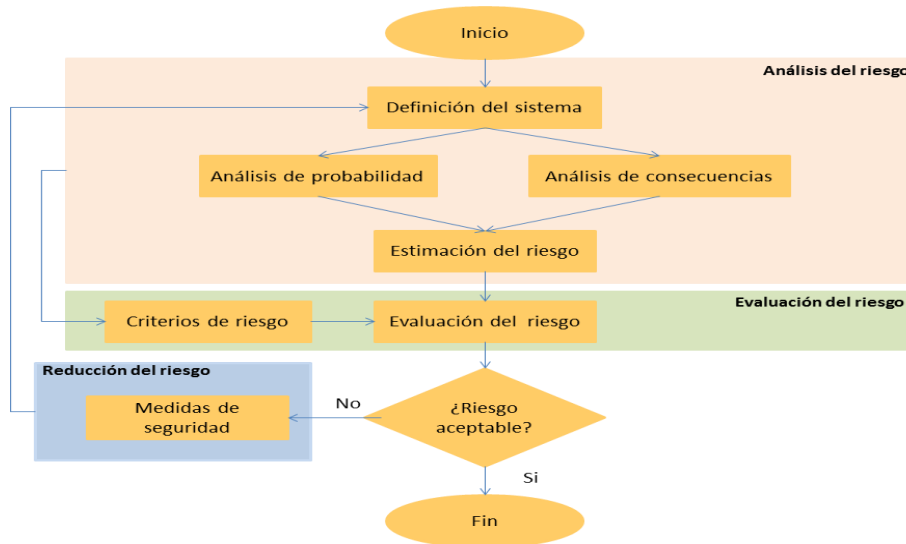 Inicio
Análisis del riesgo
Definición del sistema
Análisis de probabilidad
Análisis de consecuencias
Estimación del riesgo
Evaluación del riesgo
Criterios de riesgo
Evaluación del riesgo
Reducción del riesgo
Medidas de
seguridad
No
¿Riesgo
aceptable?
Si
Fin